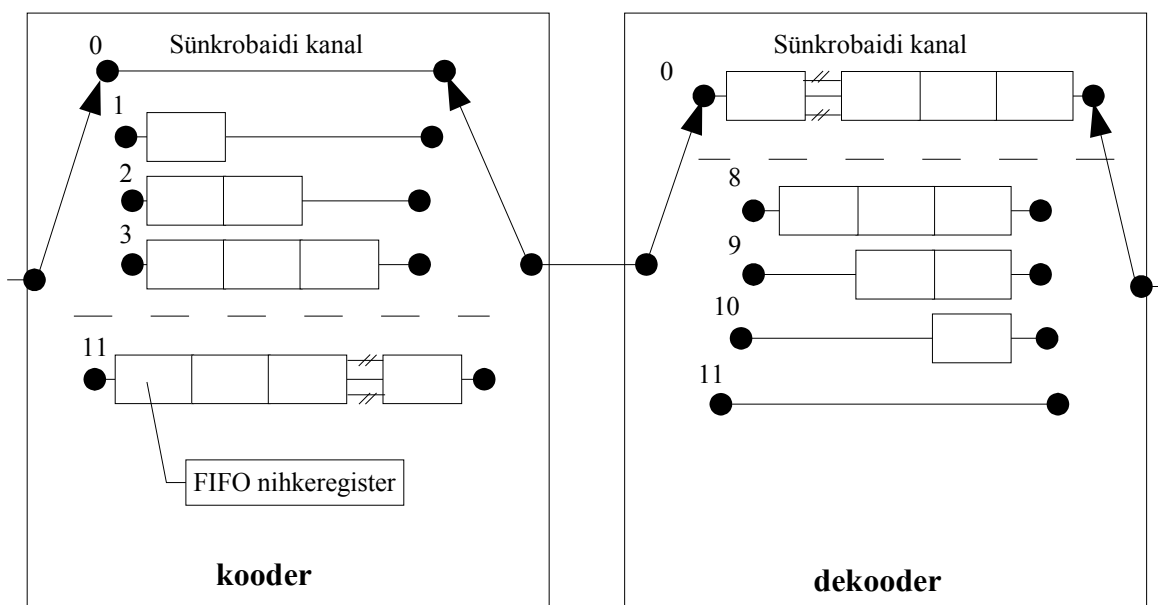 0
Sünkrobaidi kanal
1
2
3
11
FIFO nihkeregister
kooder
Sünkrobaidi kanal
0
8
9
10
11
dekooder